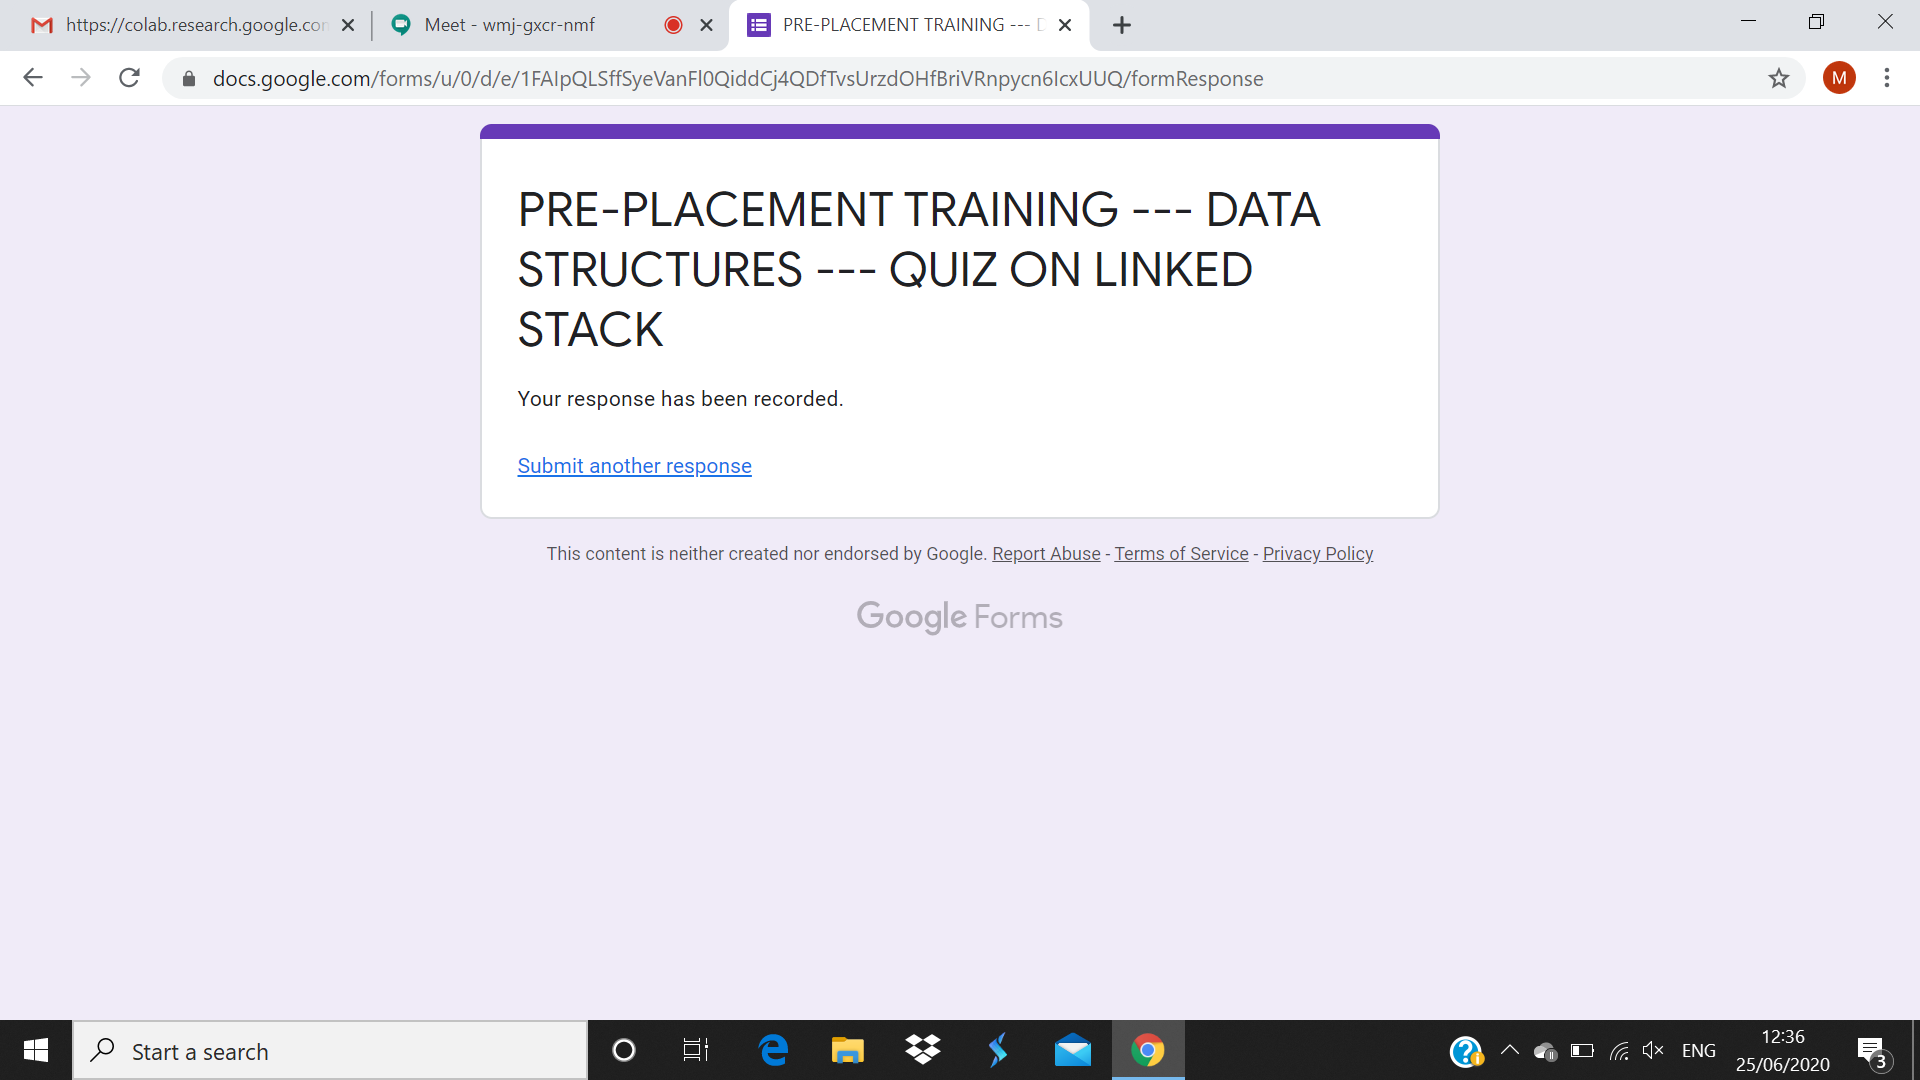 https://colab.research.google.com
Meet - wmj-gxcr-nmf
PRE-PLACEMENT TRAINING --- D
docs.google.com/forms/u/0/d/e/1FAIpQLSffSyeVanFl0QiddCj4QDfTvsUrzdOHfBriVRnpycn6IcxUUQ/formResponse
M
PRE-PLACEMENT TRAINING --- DATA
STRUCTURES --- QUIZ ON LINKED
STACK
Your response has been recorded.
Submit another response
This content is neither created nor endorsed by Google. Report Abuse - Terms of Service - Privacy Policy
Google Forms
Start a search
ENG
12:36
25/06/2020
3